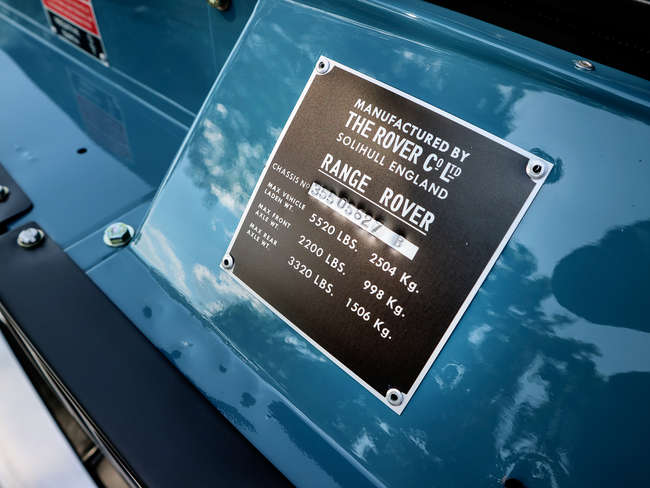 MANUFACTURED BY
THE ROVER Cº LTD
SOLIHULL ENGLAND
RANGE ROVER
CHASSIS Nº 35503627 B
MAX VEHICLE LADEN WT. 5520 LBS. 2504 Kg.
MAX FRONT AXLE WT. 2200 LBS. 998 Kg.
MAX REAR AXLE WT. 3320 LBS. 1506 Kg.